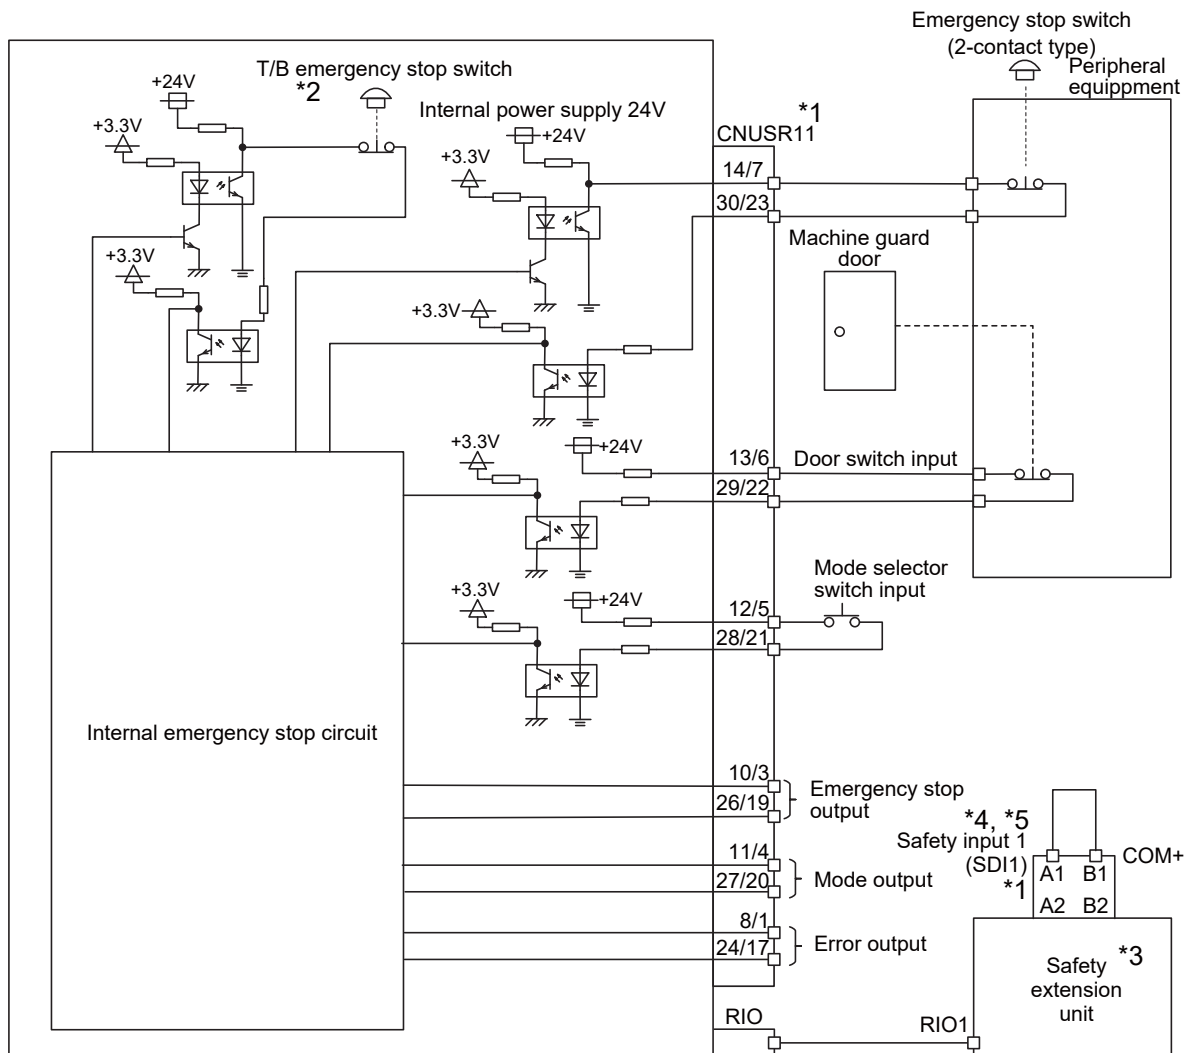 Emergency stop switch
(2-contact type)
Peripheral
equippment
T/B emergency stop switch
*2
+24V
+3.3V
Internal power supply 24V
+24V
+3.3V
*1
CNUSR11
14/7
30/23
Machine guard
door
+3.3V
+3.3V
+3.3V
+24V
13/6
Door switch input
29/22
Mode selector
switch input
+3.3V
+24V
12/5
28/21
Internal emergency stop circuit
10/3
26/19
Emergency stop
output
11/4
27/20
Mode output
8/1
24/17
Error output
*4, *5
Safety input 1
(SDI1)
*1
COM+
A1 B1
A2 B2
Safety
extension
unit
*3
RIO
RIO1